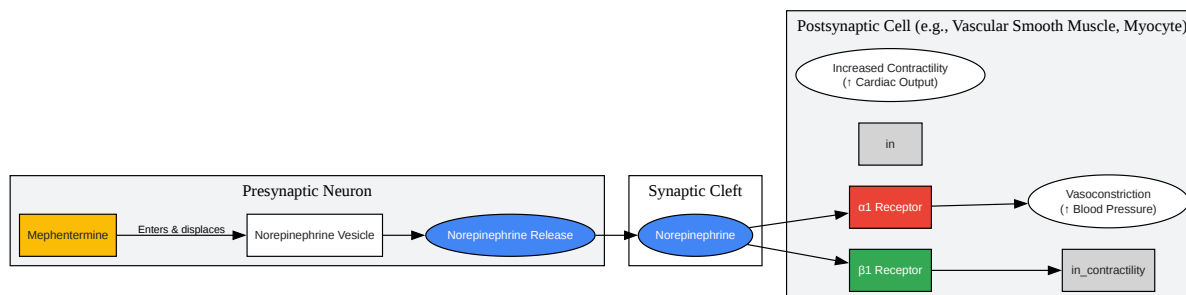 Postsynaptic Cell (e.g., Vascular Smooth Muscle, Myocyte)
Increased Contractility
(↑ Cardiac Output)
in
Presynaptic Neuron
Synaptic Cleft
Mephentermine
Enters & displaces
Norepinephrine Vesicle
Norepinephrine Release
Norepinephrine
α1 Receptor
Vasoconstriction
(↑ Blood Pressure)
β1 Receptor
in_contractility